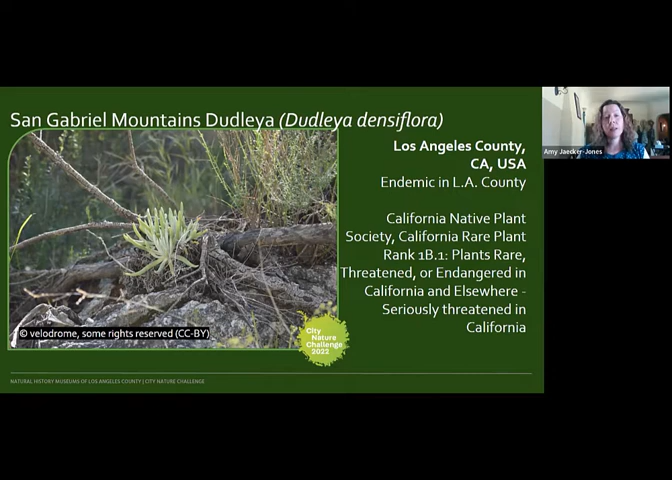 San Gabriel Mountains Dudleya (Dudleya densiflora)
Los Angeles County,
CA, USA
Endemic in L.A. County
California Native Plant
Society, California Rare Plant
Rank 1B.1: Plants Rare,
Threatened, or Endangered in
California and Elsewhere -
Seriously threatened in
California
© velodrome, some rights reserved (CC-BY)
City
Nature
Challenge
2022
NATURAL HISTORY MUSEUMS OF LOS ANGELES COUNTY | CITY NATURE CHALLENGE
Amy Jaecker-Jones